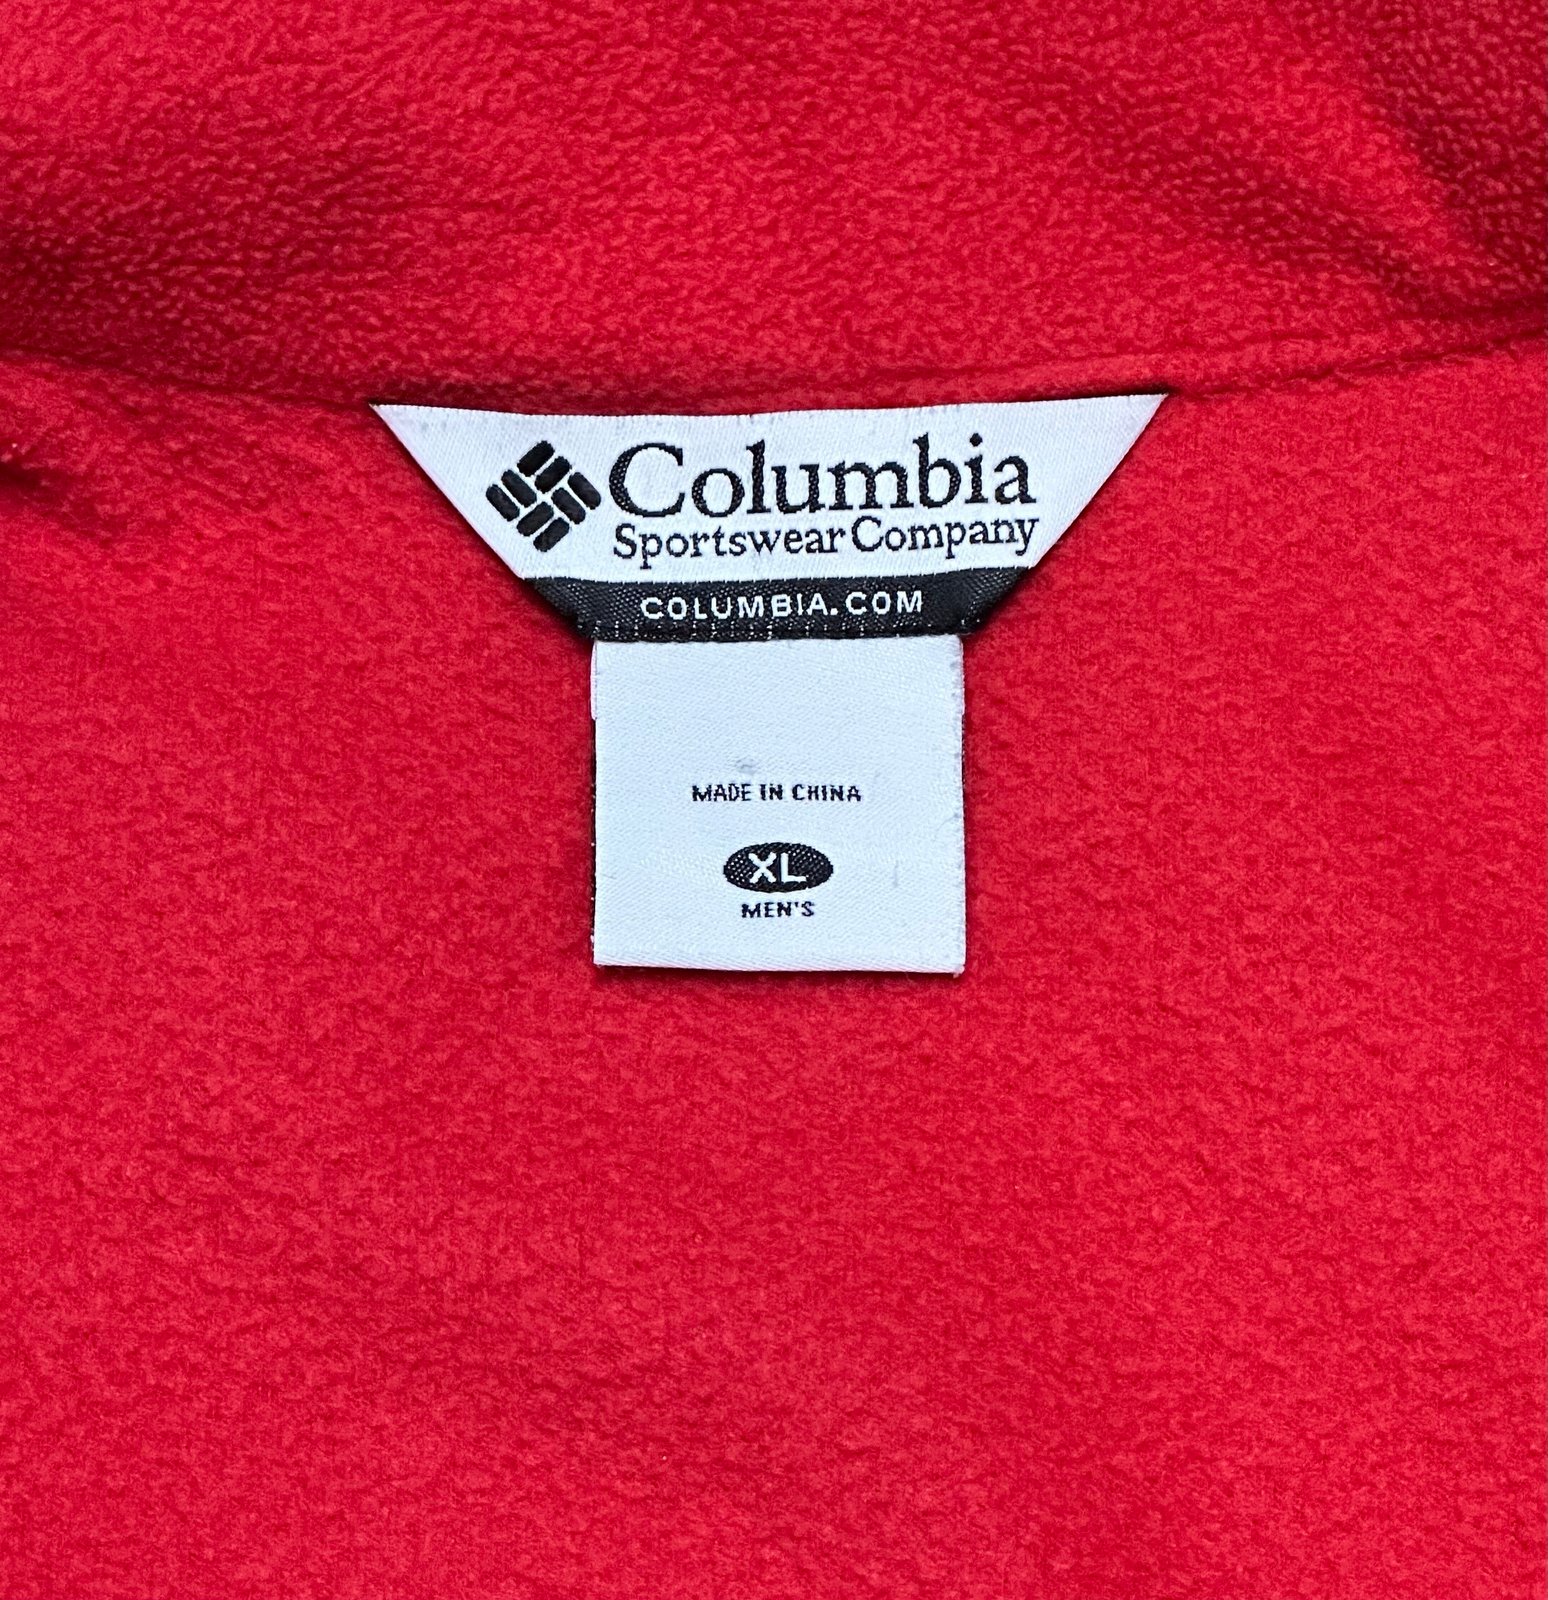 Columbia
Sportswear Company
COLUMBIA.COM
MADE IN CHINA
XL
MEN'S